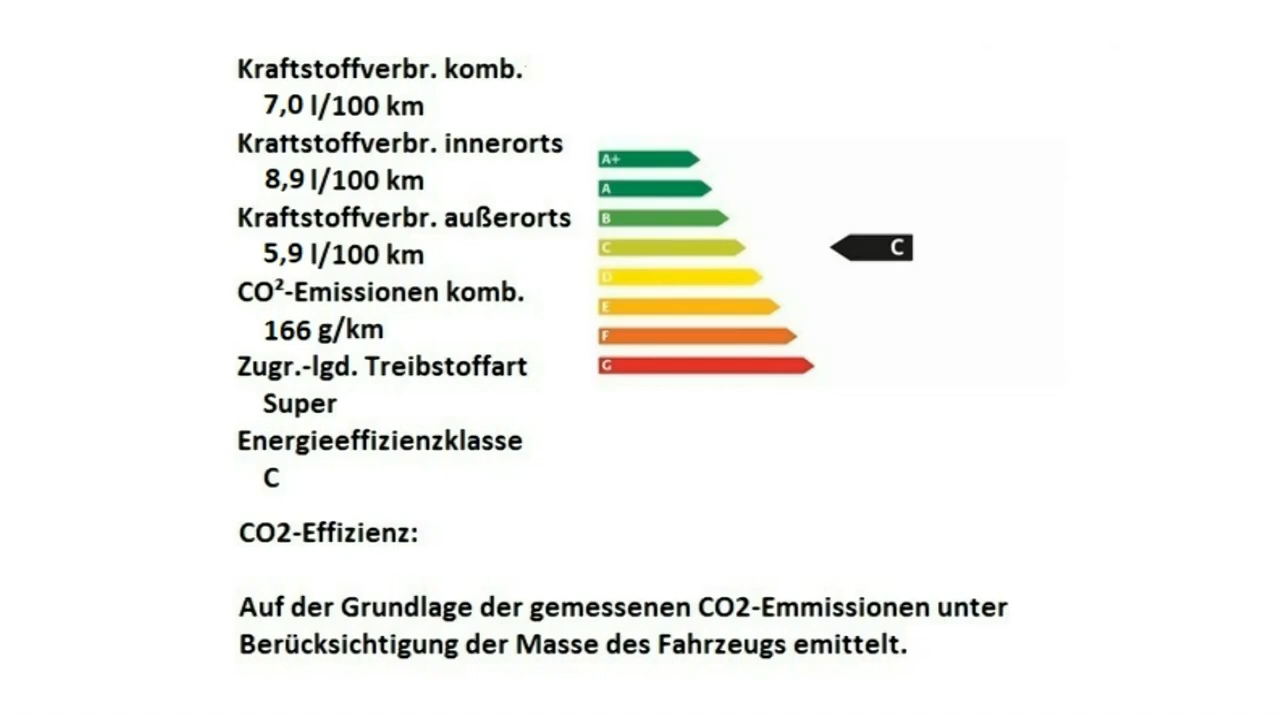 Kraftstoffverbr. komb.
7,0 l/100 km
Kraftstoffverbr. innerorts
8,9 l/100 km
Kraftstoffverbr. außerorts
5,9 l/100 km
CO²-Emissionen komb.
166 g/km
Zugr.-lgd. Treibstoffart
Super
Energieeffizienzklasse
C
A+
A
B
C
D
E
F
G
C
CO2-Effizienz:
Auf der Grundlage der gemessenen CO2-Emmissionen unter
Berücksichtigung der Masse des Fahrzeugs emittelt.